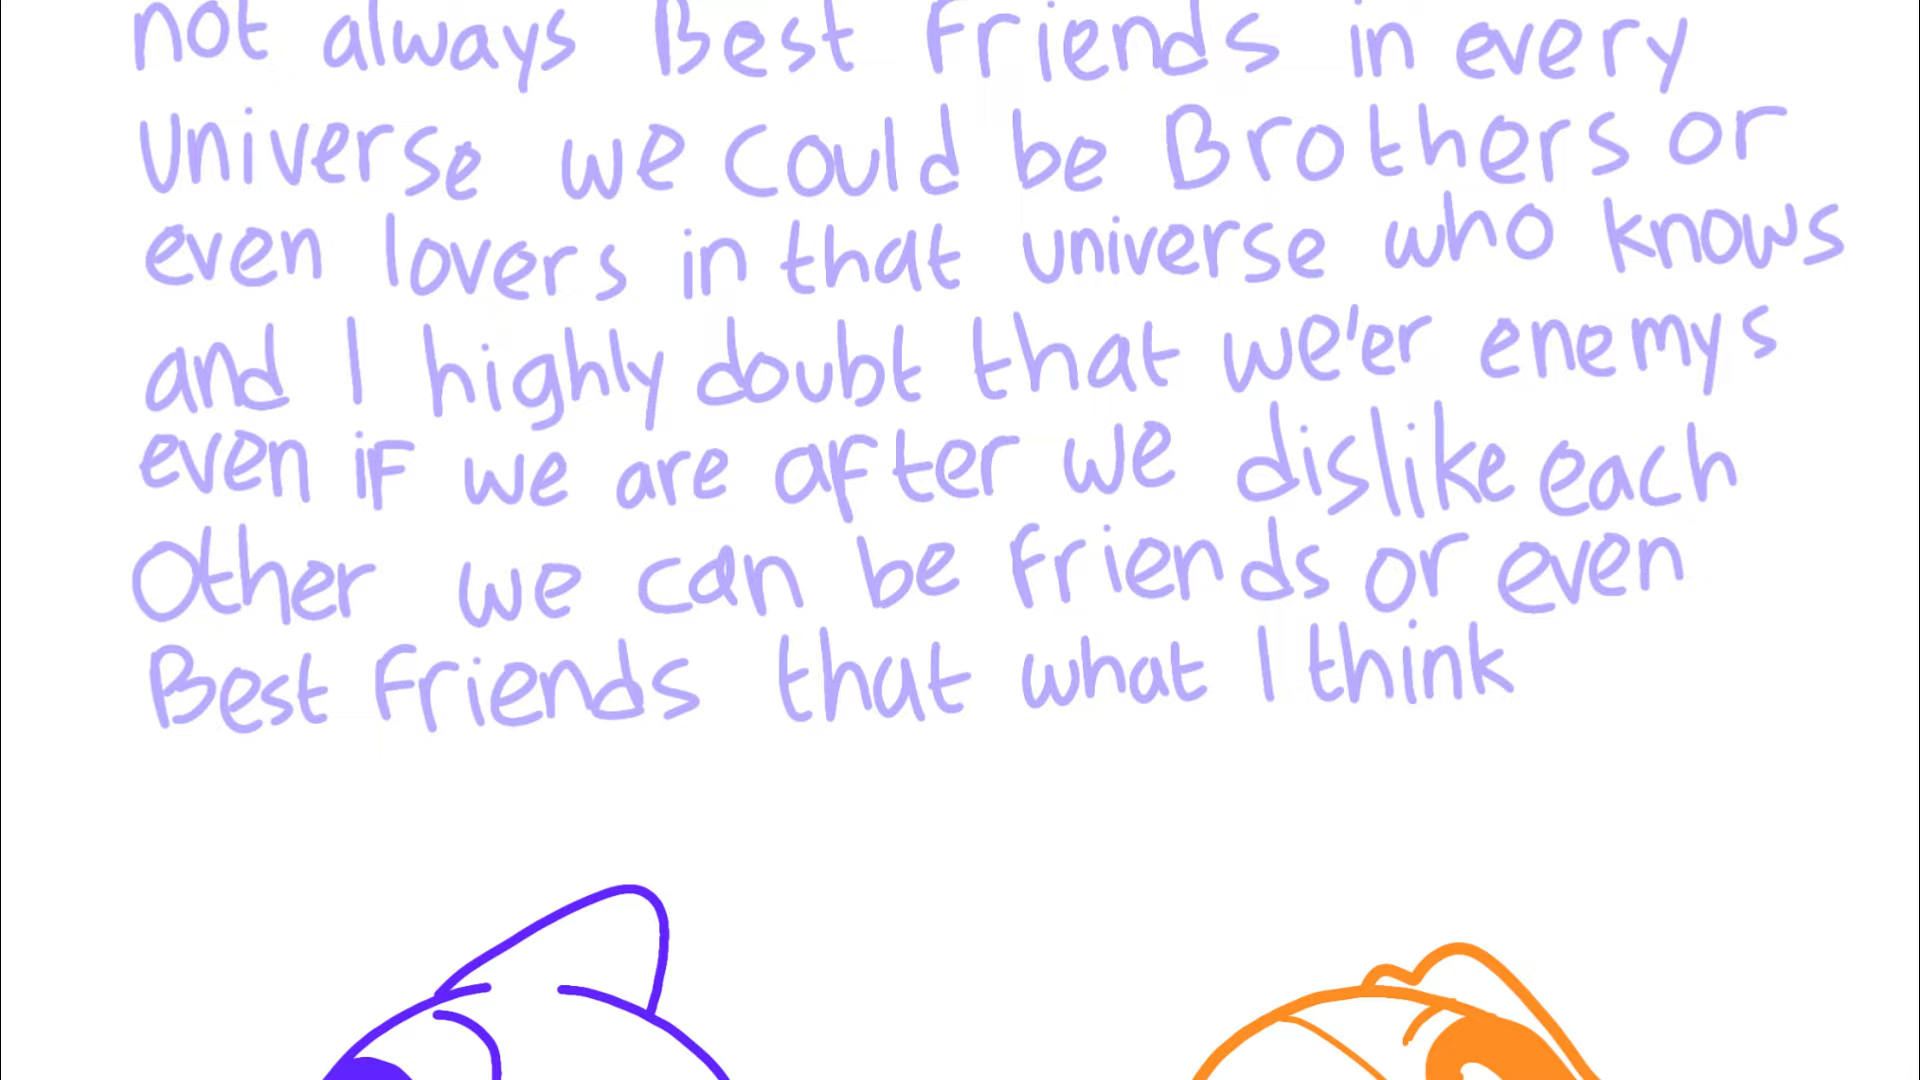 not always Best Friends in every
Universe we could be Brothers or
even lovers in that universe who knows
and I highly doubt that we'er enemys
even if we are after we dislike each
Other we can be friends or even
Best Friends that what I think